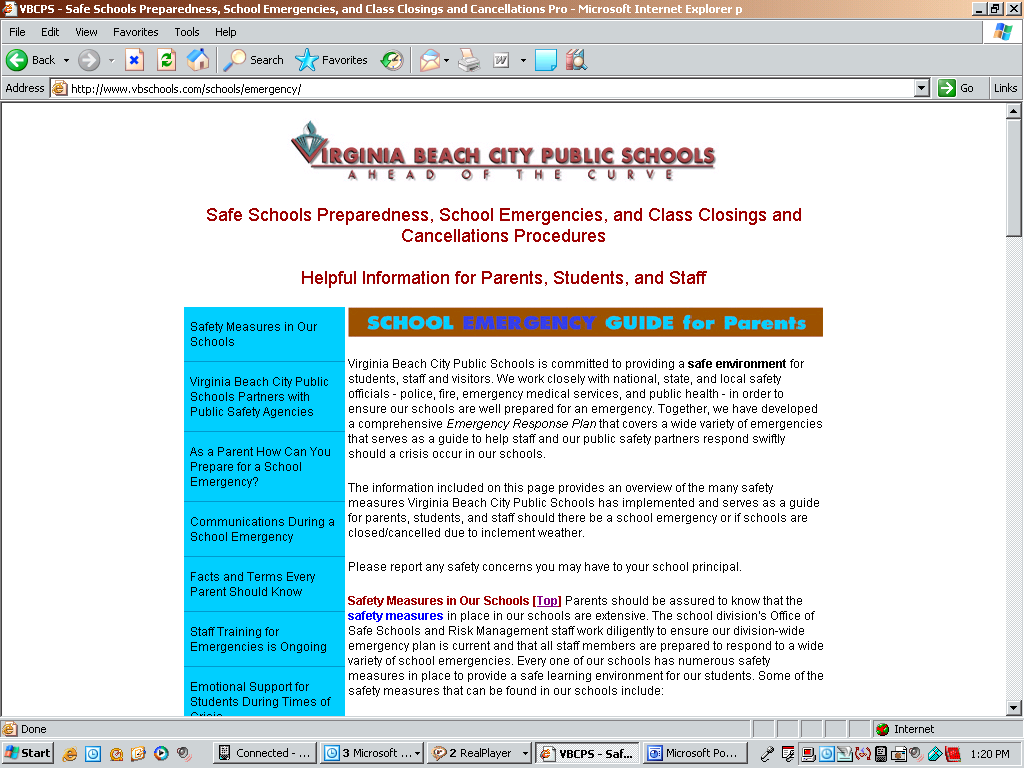 VBCPS - Safe Schools Preparedness, School Emergencies, and Class Closings and Cancellations Pro - Microsoft Internet Explorer p
File Edit View Favorites Tools Help
Back Search Favorites
Address http://www.vbschools.com/schools/emergency/ Go Links
VIRGINIA BEACH CITY PUBLIC SCHOOLS
AHEAD OF THE CURVE
Safe Schools Preparedness, School Emergencies, and Class Closings and
Cancellations Procedures
Helpful Information for Parents, Students, and Staff
Safety Measures in Our
Schools
Virginia Beach City Public
Schools Partners with
Public Safety Agencies
As a Parent How Can You
Prepare for a School
Emergency?
Communications During a
School Emergency
Facts and Terms Every
Parent Should Know
Staff Training for
Emergencies is Ongoing
Emotional Support for
Students During Times of
Crisis
SCHOOL EMERGENCY GUIDE for Parents
Virginia Beach City Public Schools is committed to providing a safe environment for
students, staff and visitors. We work closely with national, state, and local safety
officials - police, fire, emergency medical services, and public health - in order to
ensure our schools are well prepared for an emergency. Together, we have developed
a comprehensive Emergency Response Plan that covers a wide variety of emergencies
that serves as a guide to help staff and our public safety partners respond swiftly
should a crisis occur in our schools.
The information included on this page provides an overview of the many safety
measures Virginia Beach City Public Schools has implemented and serves as a guide
for parents, students, and staff should there be a school emergency or if schools are
closed/cancelled due to inclement weather.
Please report any safety concerns you may have to your school principal.
Safety Measures in Our Schools [Top] Parents should be assured to know that the
safety measures in place in our schools are extensive. The school division's Office of
Safe Schools and Risk Management staff work diligently to ensure our division-wide
emergency plan is current and that all staff members are prepared to respond to a wide
variety of school emergencies. Every one of our schools has numerous safety
measures in place to provide a safe learning environment for our students. Some of the
safety measures that can be found in our schools include:
Done Internet
Start Connected - ... 3 Microsoft ... 2 RealPlayer VBCPS - Saf... Microsoft Po... 1:20 PM